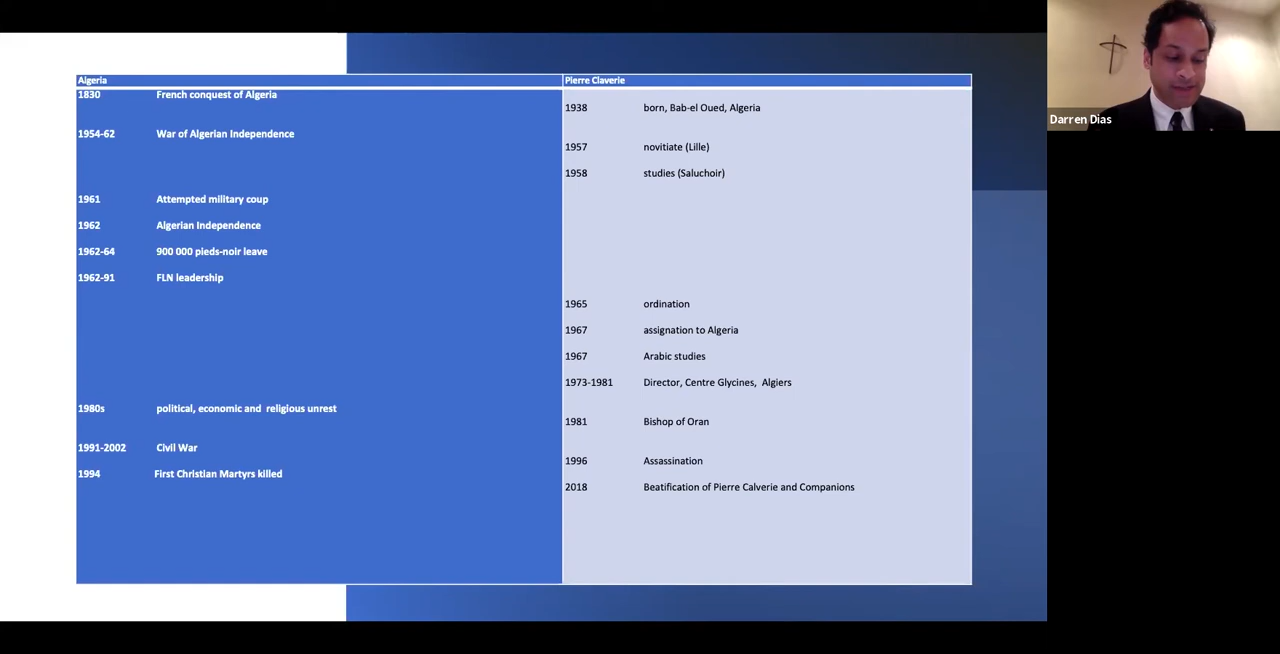 Algeria
1830 French conquest of Algeria
1954-62 War of Algerian Independence
1961 Attempted military coup
1962 Algerian Independence
1962-64 900 000 pieds-noir leave
1962-91 FLN leadership
1980s political, economic and religious unrest
1991-2002 Civil War
1994 First Christian Martyrs killed
Pierre Claverie
1938 born, Bab-el Oued, Algeria
1957 novitiate (Lille)
1958 studies (Saluchoir)
1965 ordination
1967 assignation to Algeria
1967 Arabic studies
1973-1981 Director, Centre Glycines, Algiers
1981 Bishop of Oran
1996 Assassination
2018 Beatification of Pierre Calverie and Companions
Darren Dias